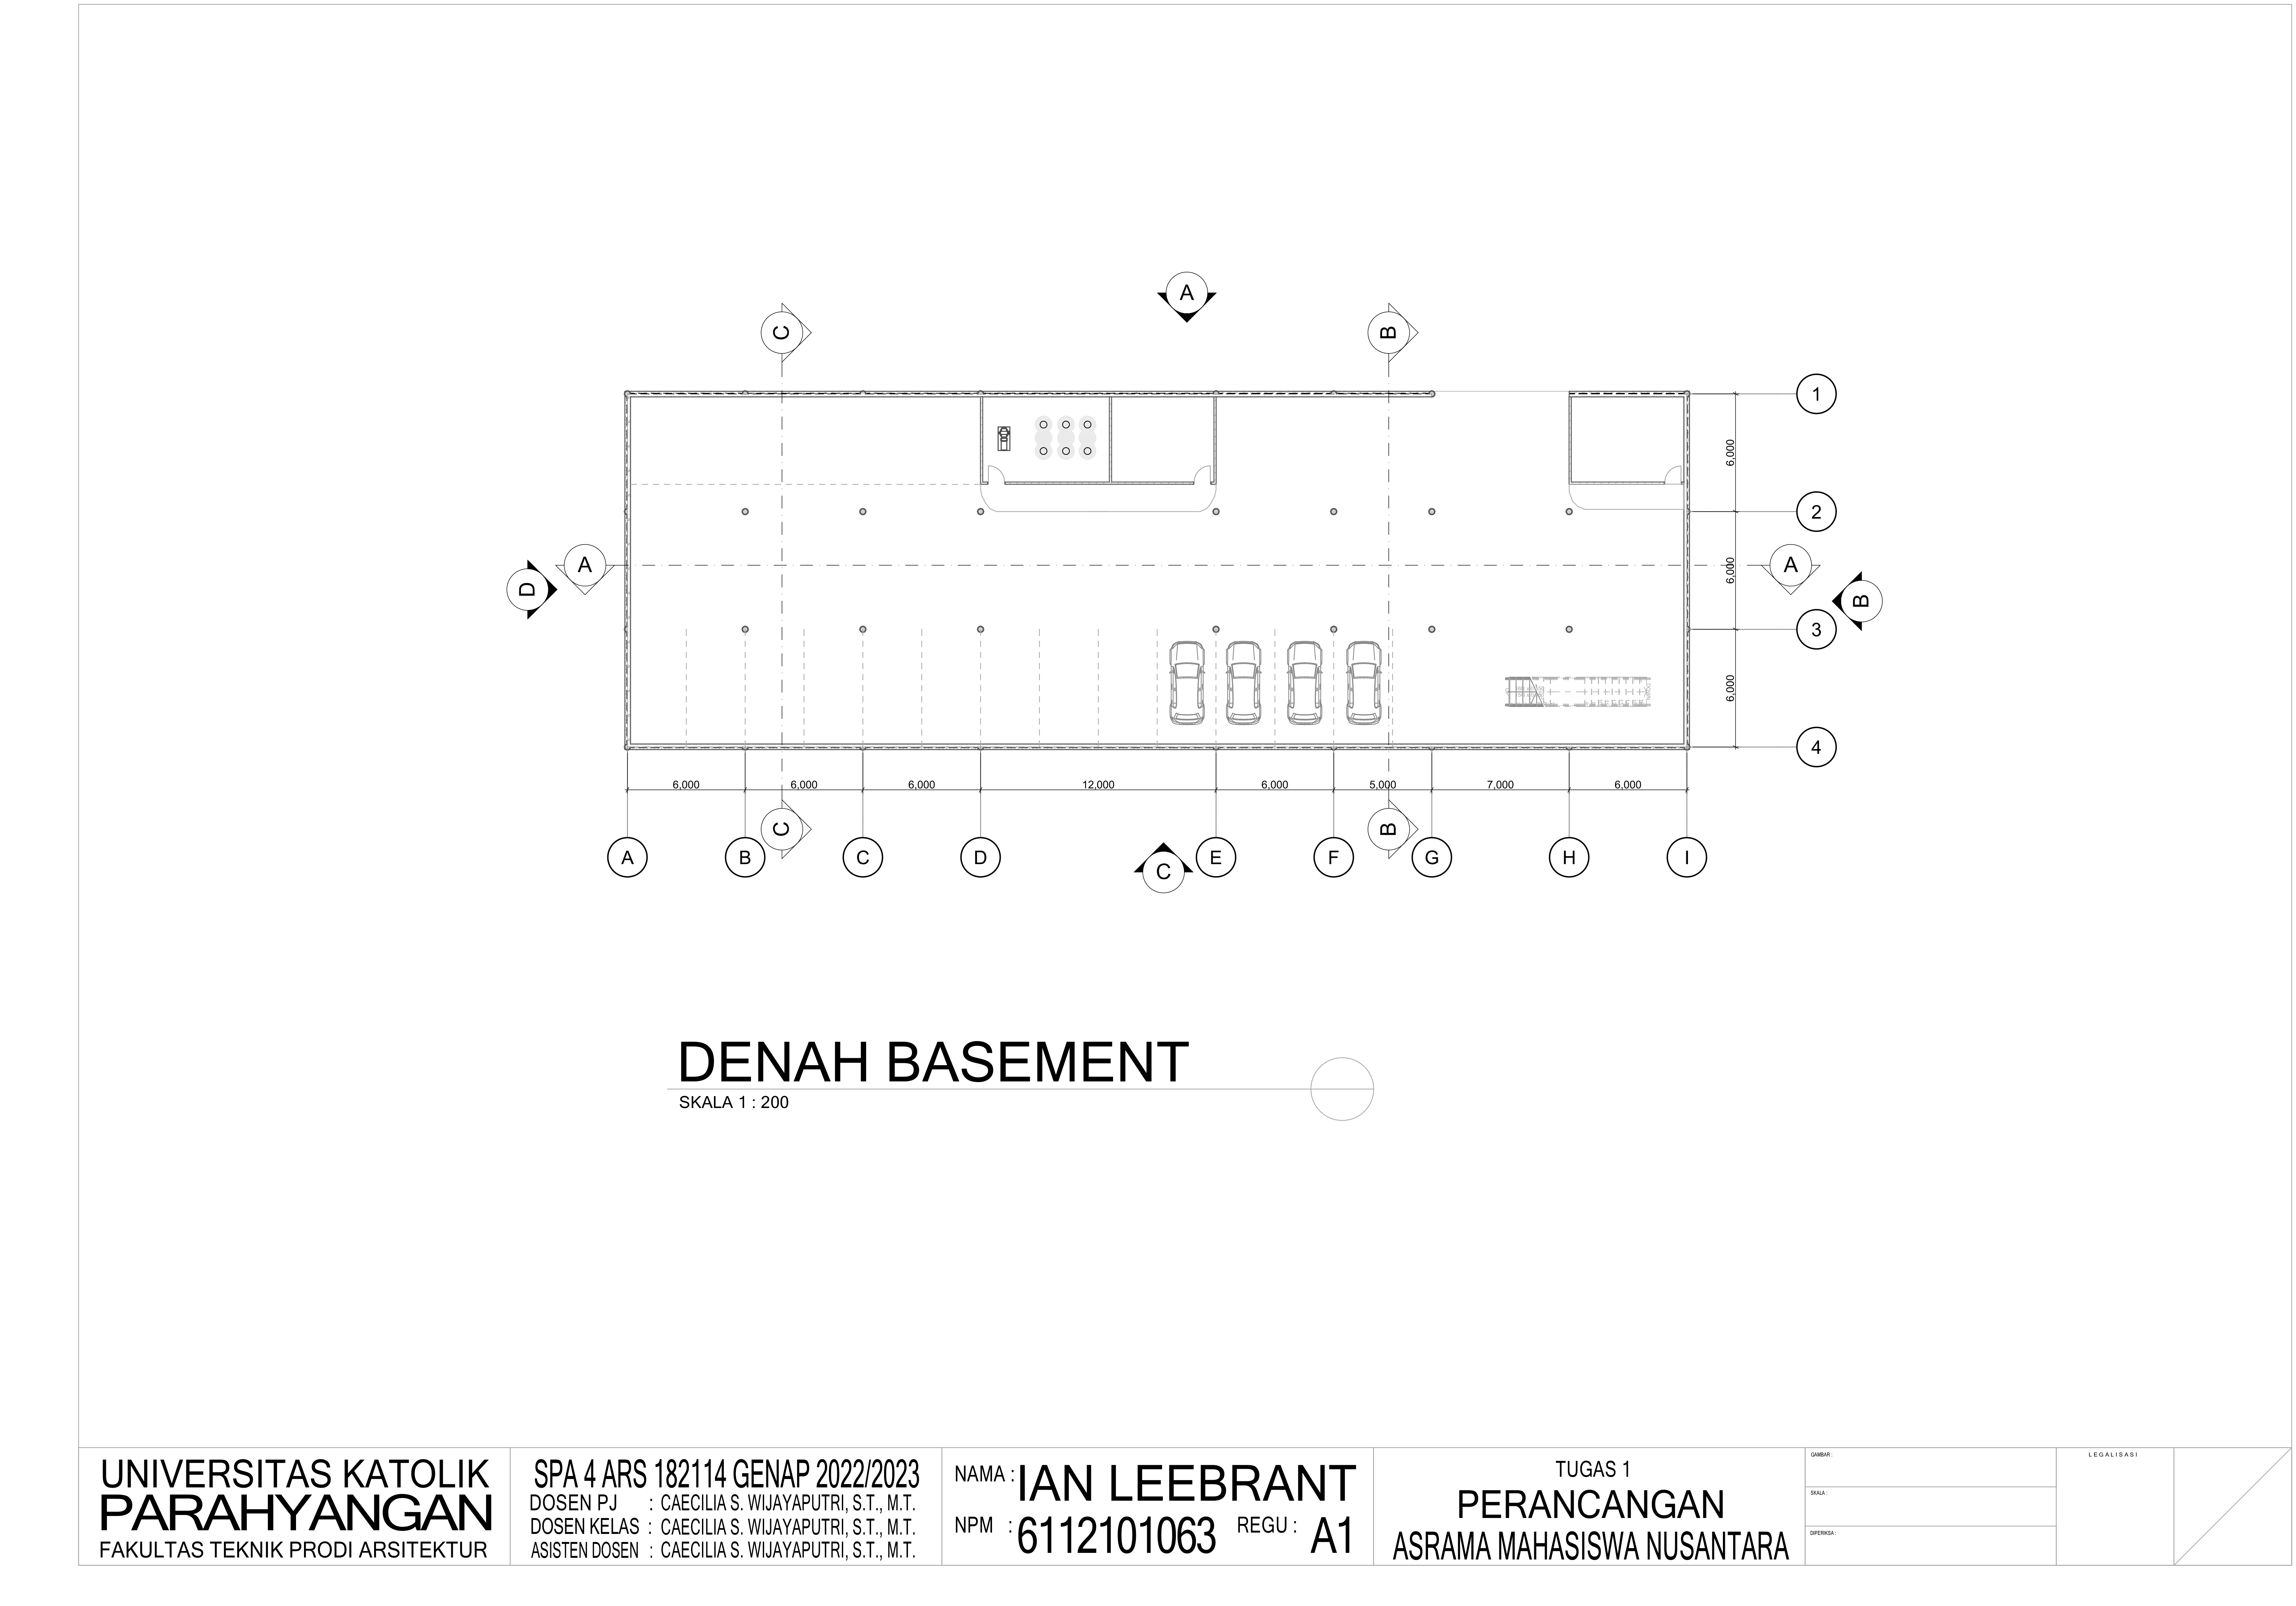 A
C
B
1
6,000
2
A
A
D
6,000
B
3
6,000
4
6,000
6,000
6,000
12,000
6,000
5,000
7,000
6,000
C
B
A
B
C
D
C
E
F
G
H
I
DENAH BASEMENT
SKALA 1 : 200
UNIVERSITAS KATOLIK
PARAHYANGAN
FAKULTAS TEKNIK PRODI ARSITEKTUR
SPA 4 ARS 182114 GENAP 2022/2023
DOSEN PJ : CAECILIA S. WIJAYAPUTRI, S.T., M.T.
DOSEN KELAS : CAECILIA S. WIJAYAPUTRI, S.T., M.T.
ASISTEN DOSEN : CAECILIA S. WIJAYAPUTRI, S.T., M.T.
NAMA : IAN LEEBRANT
NPM : 6112101063 REGU : A1
TUGAS 1
PERANCANGAN
ASRAMA MAHASISWA NUSANTARA
GAMBAR :
SKALA :
DIPERIKSA :
LEGALISASI